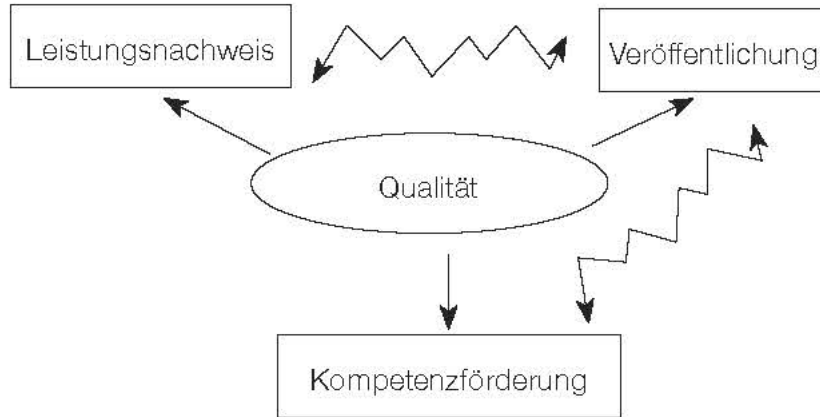 Leistungsnachweis
Veröffentlichung
Qualität
Kompetenzförderung